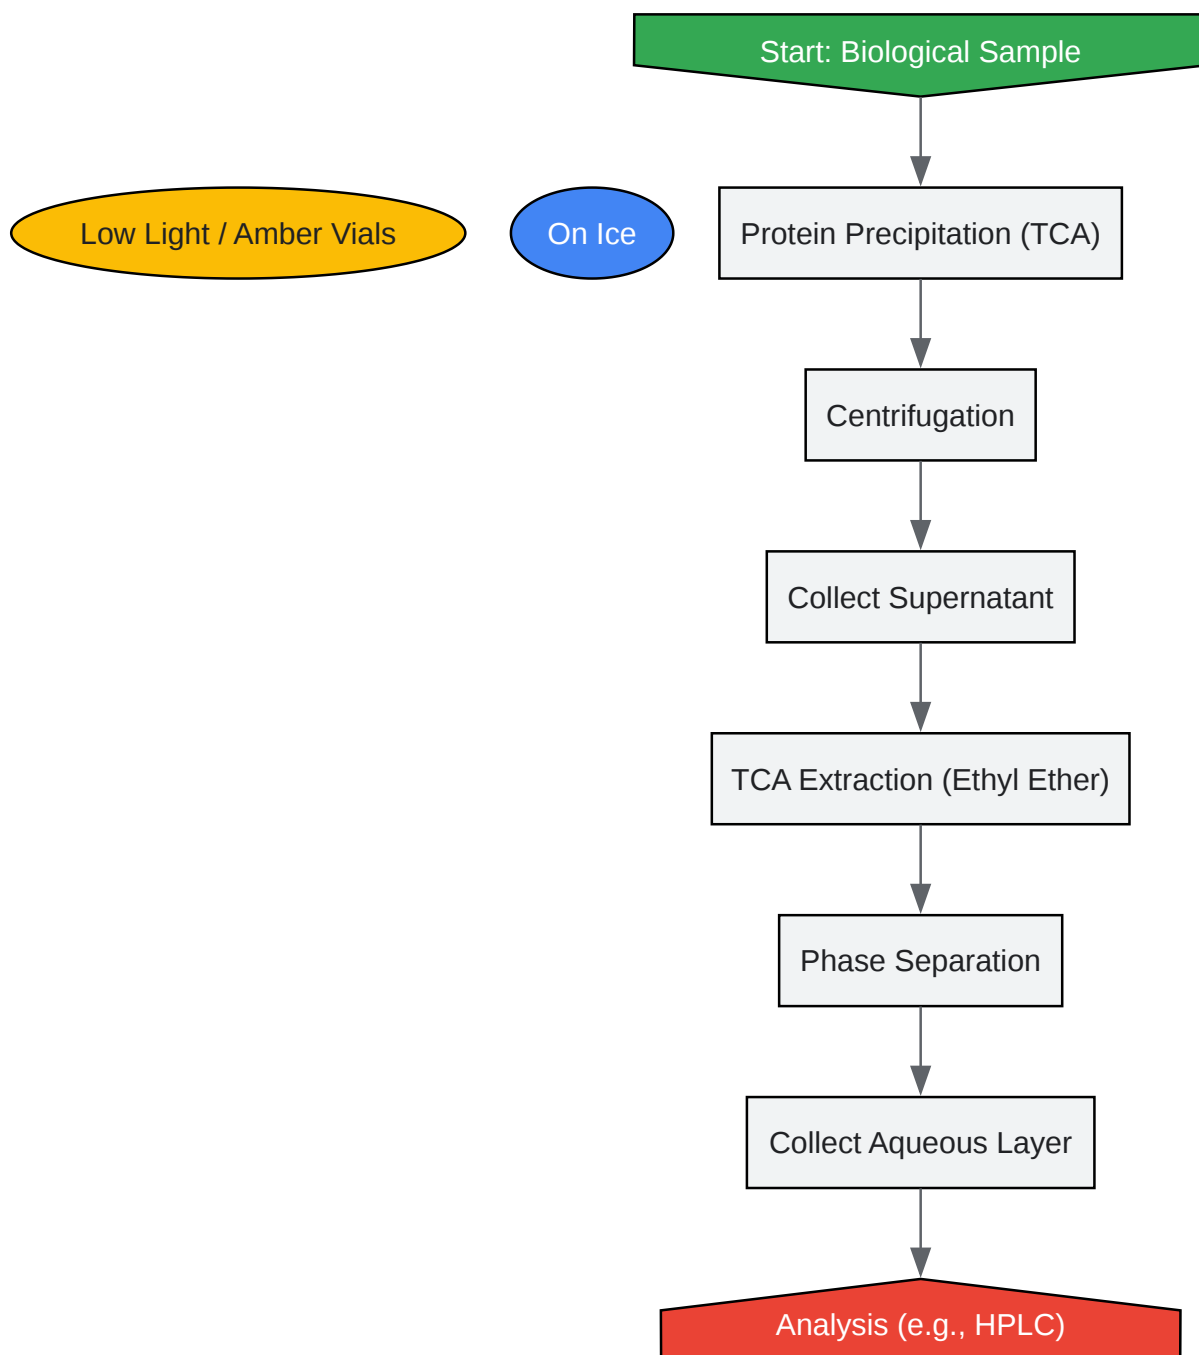 Start: Biological Sample
Low Light / Amber Vials
On Ice
Protein Precipitation (TCA)
Centrifugation
Collect Supernatant
TCA Extraction (Ethyl Ether)
Phase Separation
Collect Aqueous Layer
Analysis (e.g., HPLC)